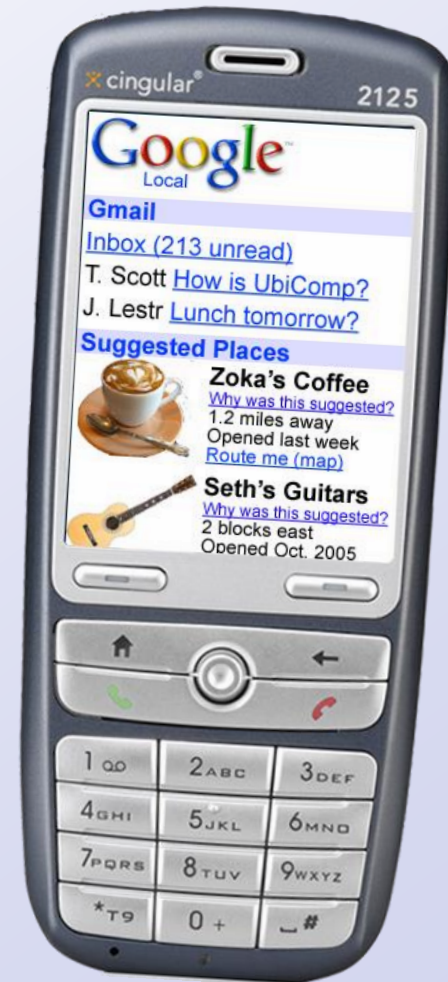 cingular®
2125
Google™
Local
Gmail
Inbox (213 unread)
T. Scott How is UbiComp?
J. Lestr Lunch tomorrow?
Suggested Places
Zoka's Coffee
Why was this suggested?
1.2 miles away
Opened last week
Route me (map)
Seth's Guitars
Why was this suggested?
2 blocks east
Opened Oct. 2005
1 2ABC 3DEF
4GHI 5JKL 6MNO
7PQRS 8TUV 9WXYZ
*T9 0 + #